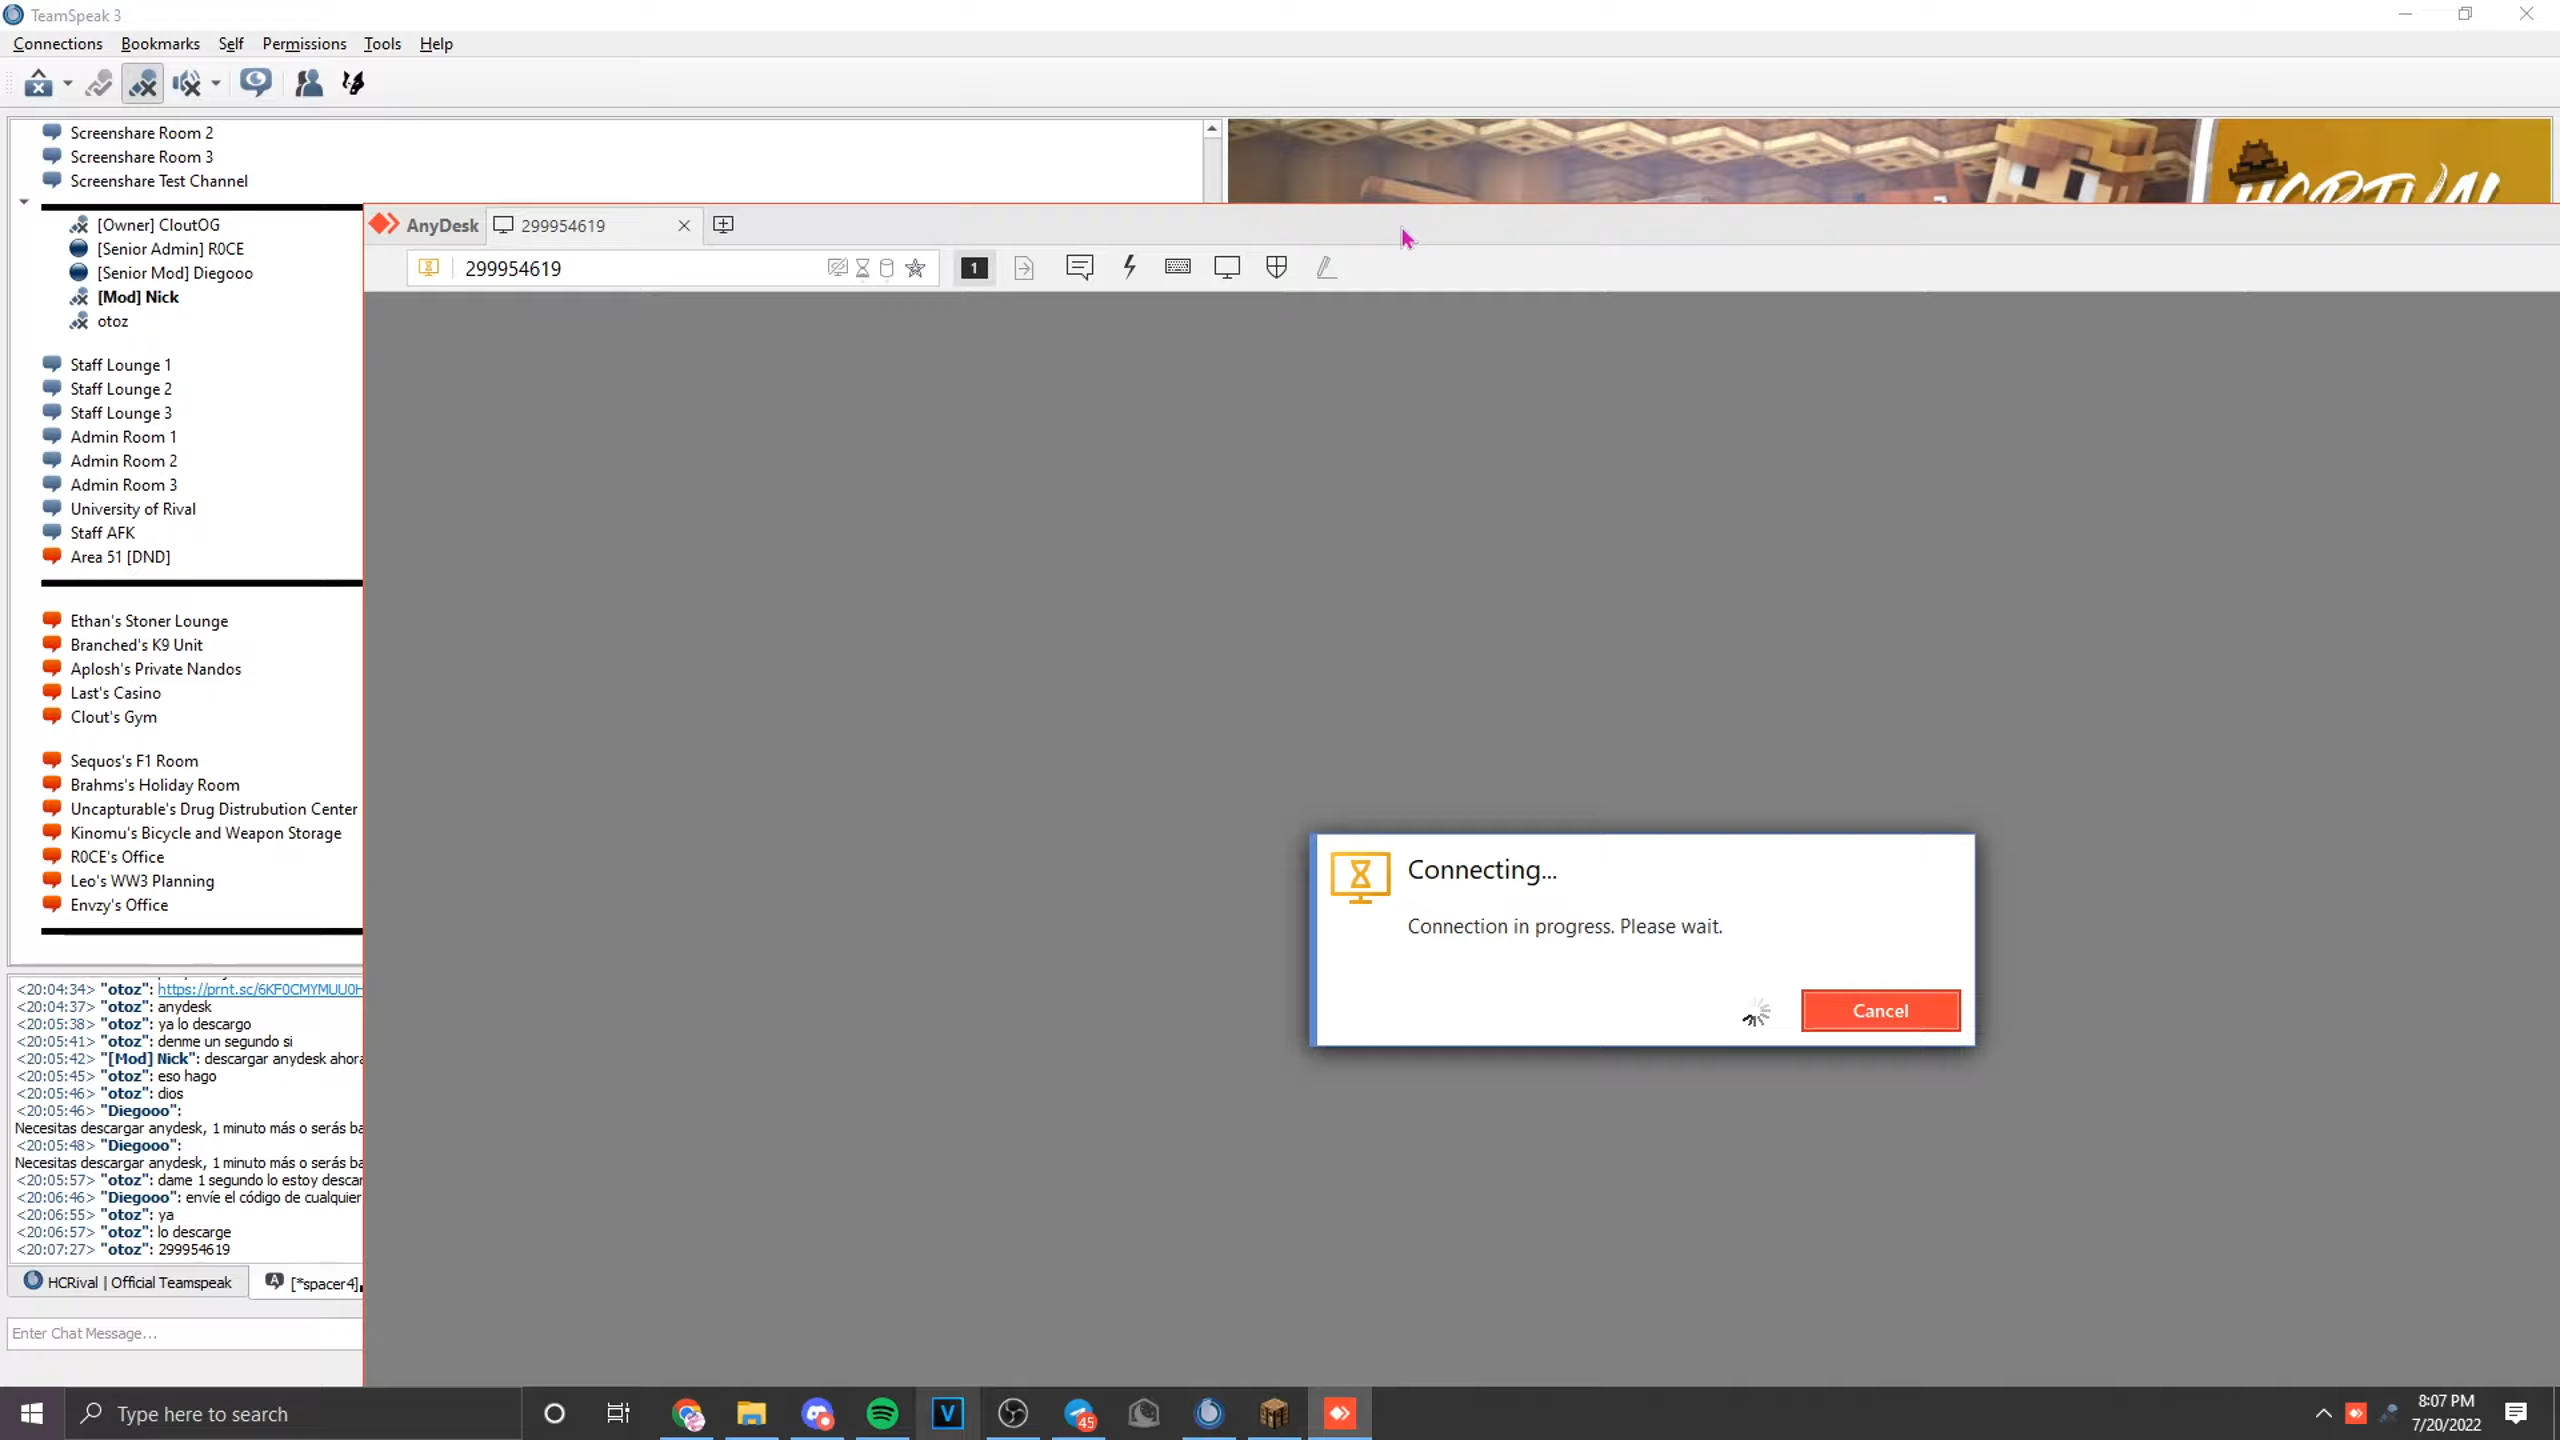 TeamSpeak 3
Connections Bookmarks Self Permissions Tools Help
Screenshare Room 2
Screenshare Room 3
Screenshare Test Channel
HCRIVAL
[Owner] CloutOG
[Senior Admin] R0CE
[Senior Mod] Diegooo
[Mod] Nick
otoz
AnyDesk 299954619
299954619 1
Staff Lounge 1
Staff Lounge 2
Staff Lounge 3
Admin Room 1
Admin Room 2
Admin Room 3
University of Rival
Staff AFK
Area 51 [DND]
Ethan's Stoner Lounge
Branched's K9 Unit
Aplosh's Private Nandos
Last's Casino
Clout's Gym
Sequos's F1 Room
Brahms's Holiday Room
Uncapturable's Drug Distrubution Center
Kinomu's Bicycle and Weapon Storage
R0CE's Office
Leo's WW3 Planning
Envzy's Office
Connecting...
Connection in progress. Please wait.
Cancel
<20:04:34> "otoz": https://prnt.sc/6KF0CMYMUU0H
<20:04:37> "otoz": anydesk
<20:05:38> "otoz": ya lo descargo
<20:05:41> "otoz": denme un segundo si
<20:05:42> "[Mod] Nick": descargar anydesk ahora
<20:05:45> "otoz": eso hago
<20:05:46> "otoz": dios
<20:05:46> "Diegooo":
Necesitas descargar anydesk, 1 minuto más o serás ba
<20:05:48> "Diegooo":
Necesitas descargar anydesk, 1 minuto más o serás ba
<20:05:57> "otoz": dame 1 segundo lo estoy descar
<20:06:46> "Diegooo": envíe el código de cualquier
<20:06:55> "otoz": ya
<20:06:57> "otoz": lo descarge
<20:07:27> "otoz": 299954619
HCRival | Official Teamspeak [*spacer4]
Enter Chat Message...
Type here to search
45
8:07 PM
7/20/2022